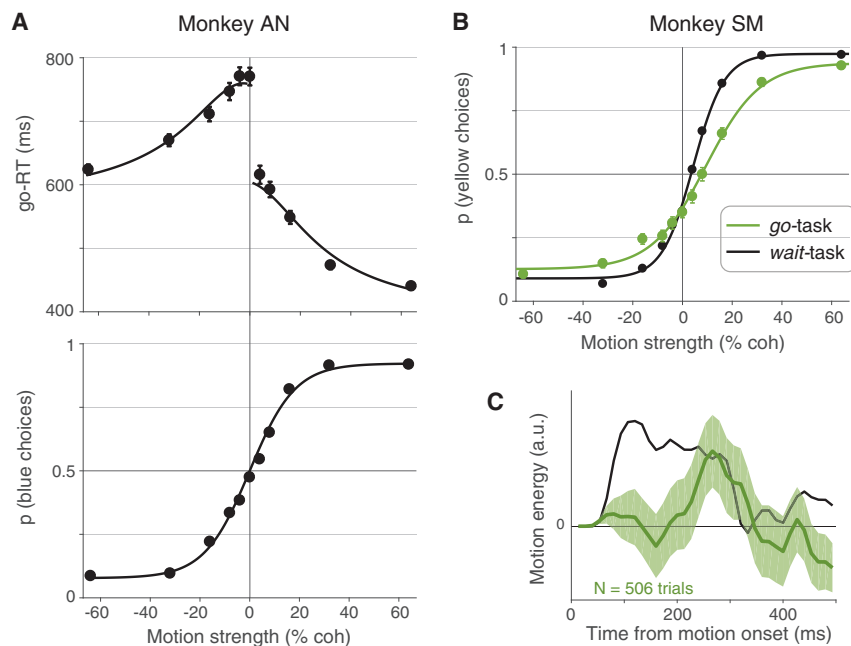 A
Monkey AN
800
600
400
go-RT (ms)
1
0.5
0
p (blue choices)
-60 -40 -20 0 20 40 60
Motion strength (% coh)
B
Monkey SM
1
0.5
0
p (yellow choices)
go-task
wait-task
-60 -40 -20 0 20 40 60
Motion strength (% coh)
C
Motion energy (a.u.)
0
N = 506 trials
0 200 400
Time from motion onset (ms)